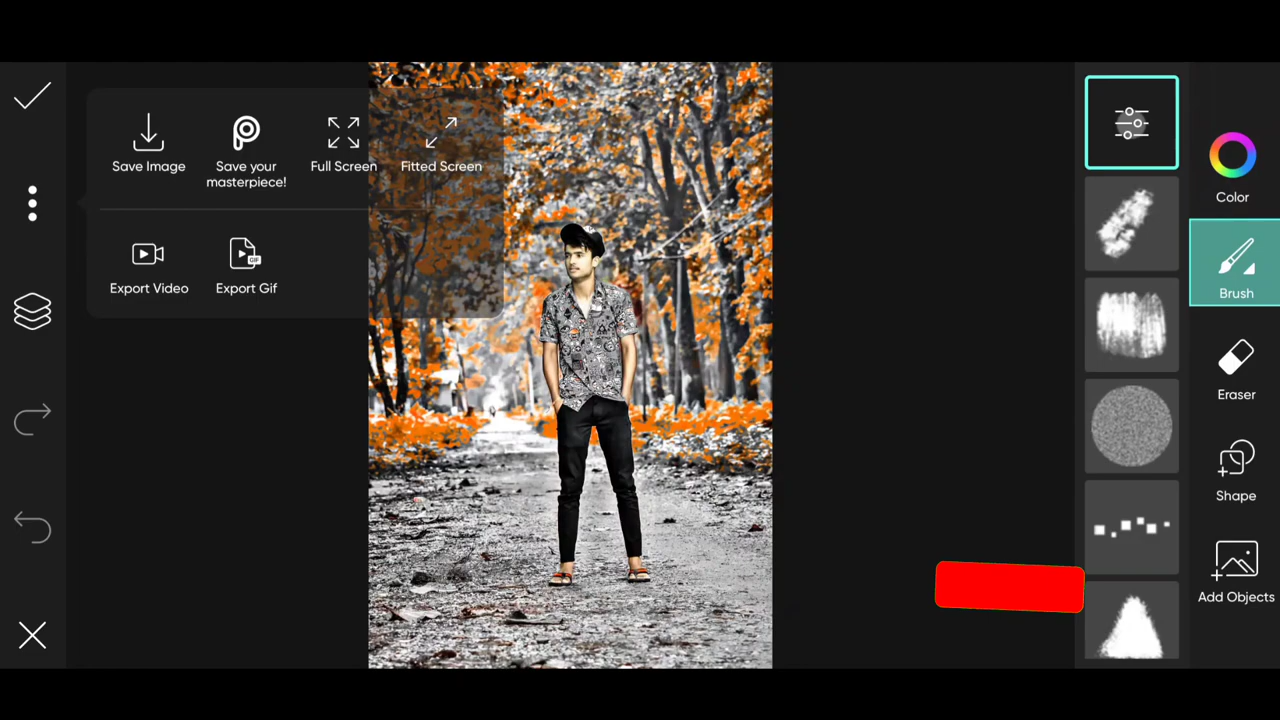 Save Image
Save your
masterpiece!
Full Screen
Fitted Screen
Export Video
GIF
Export Gif
Color
Brush
Eraser
Shape
Add Objects